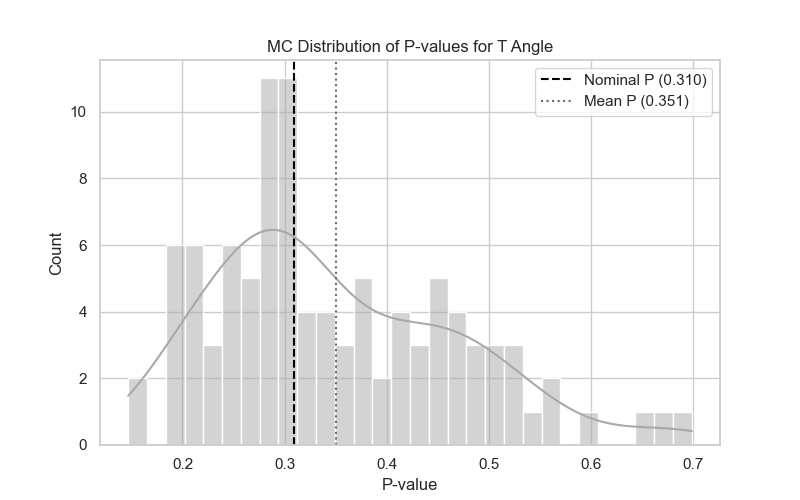 MC Distribution of P-values for T Angle
Nominal P (0.310)
Mean P (0.351)
Count
10
8
6
4
2
0
0.2 0.3 0.4 0.5 0.6 0.7
P-value